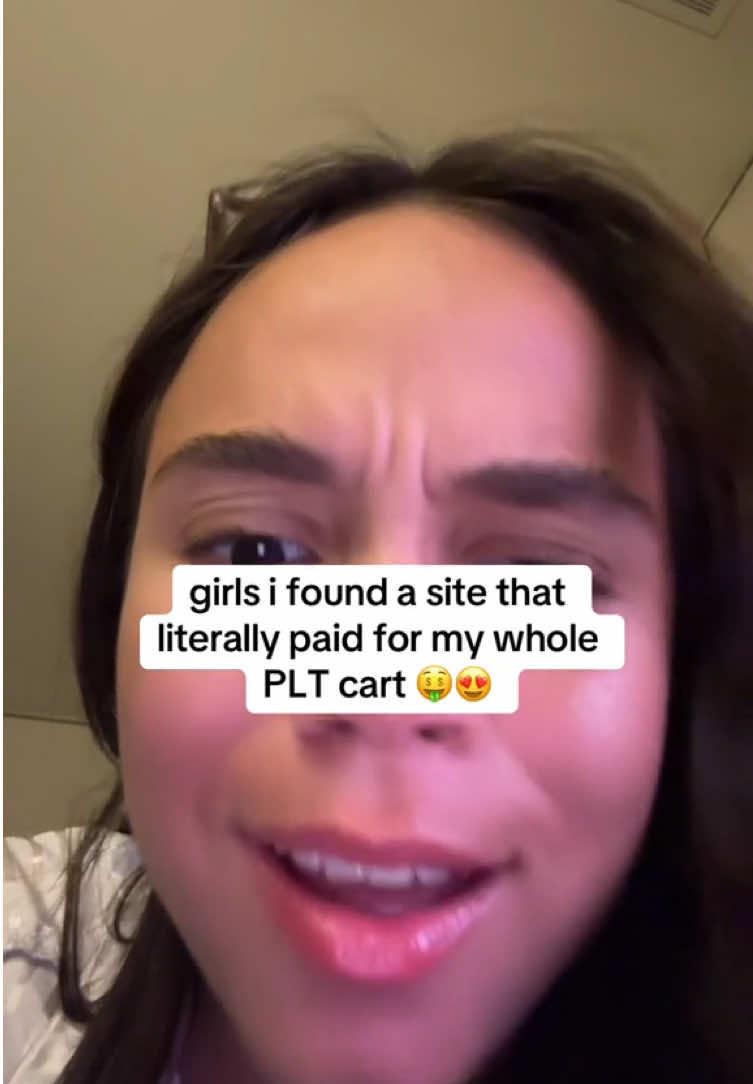 girls i found a site that
literally paid for my whole
PLT cart 🤑😍